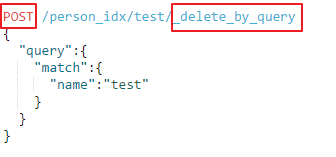 POST /person_idx/test/_delete_by_query
{
  "query":{
    "match":{
      "name":"test"
    }
  }
}